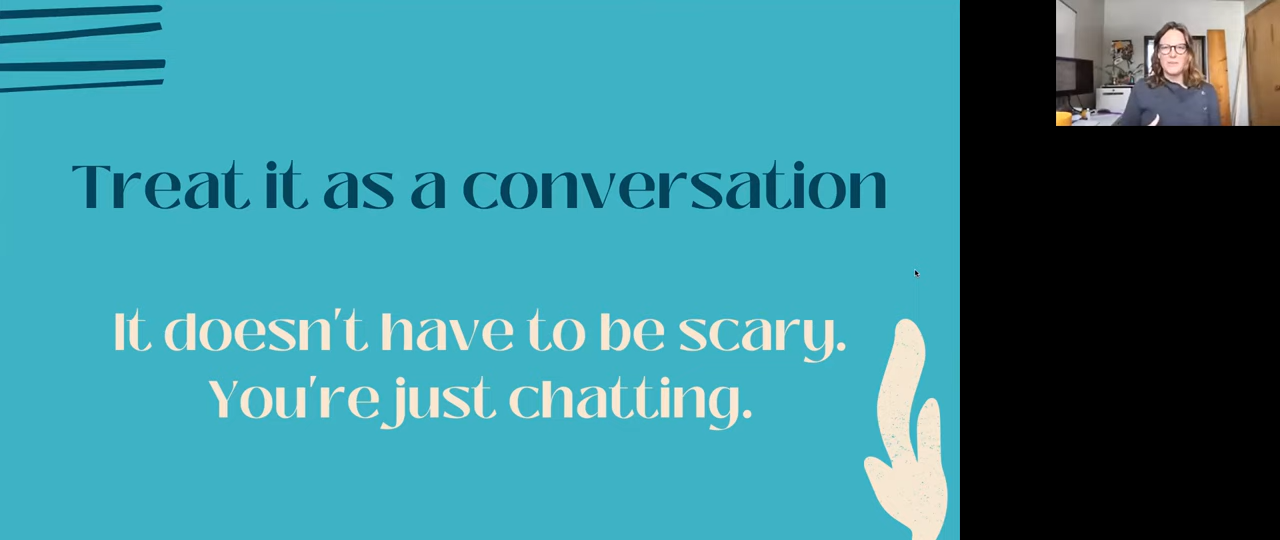 Treat it as a conversation
It doesn't have to be scary.
You're just chatting.